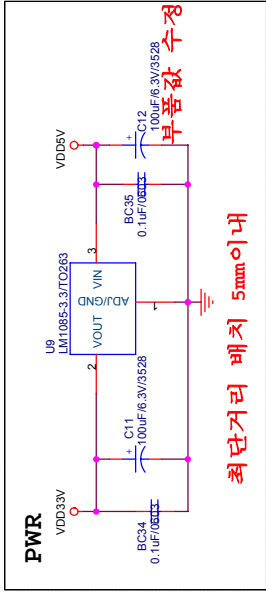 PWR
VDD33V
U9
LM1085-3.3/TO263
VDD5V
2
VOUT
VIN
3
ADJ/GND
1
C11
100uF/6.3V/3528
BC34
0.1uF/0603
BC35
0.1uF/0603
C12
100uF/6.3V/3528
부품값 수정
최단거리 배치 5mm이내